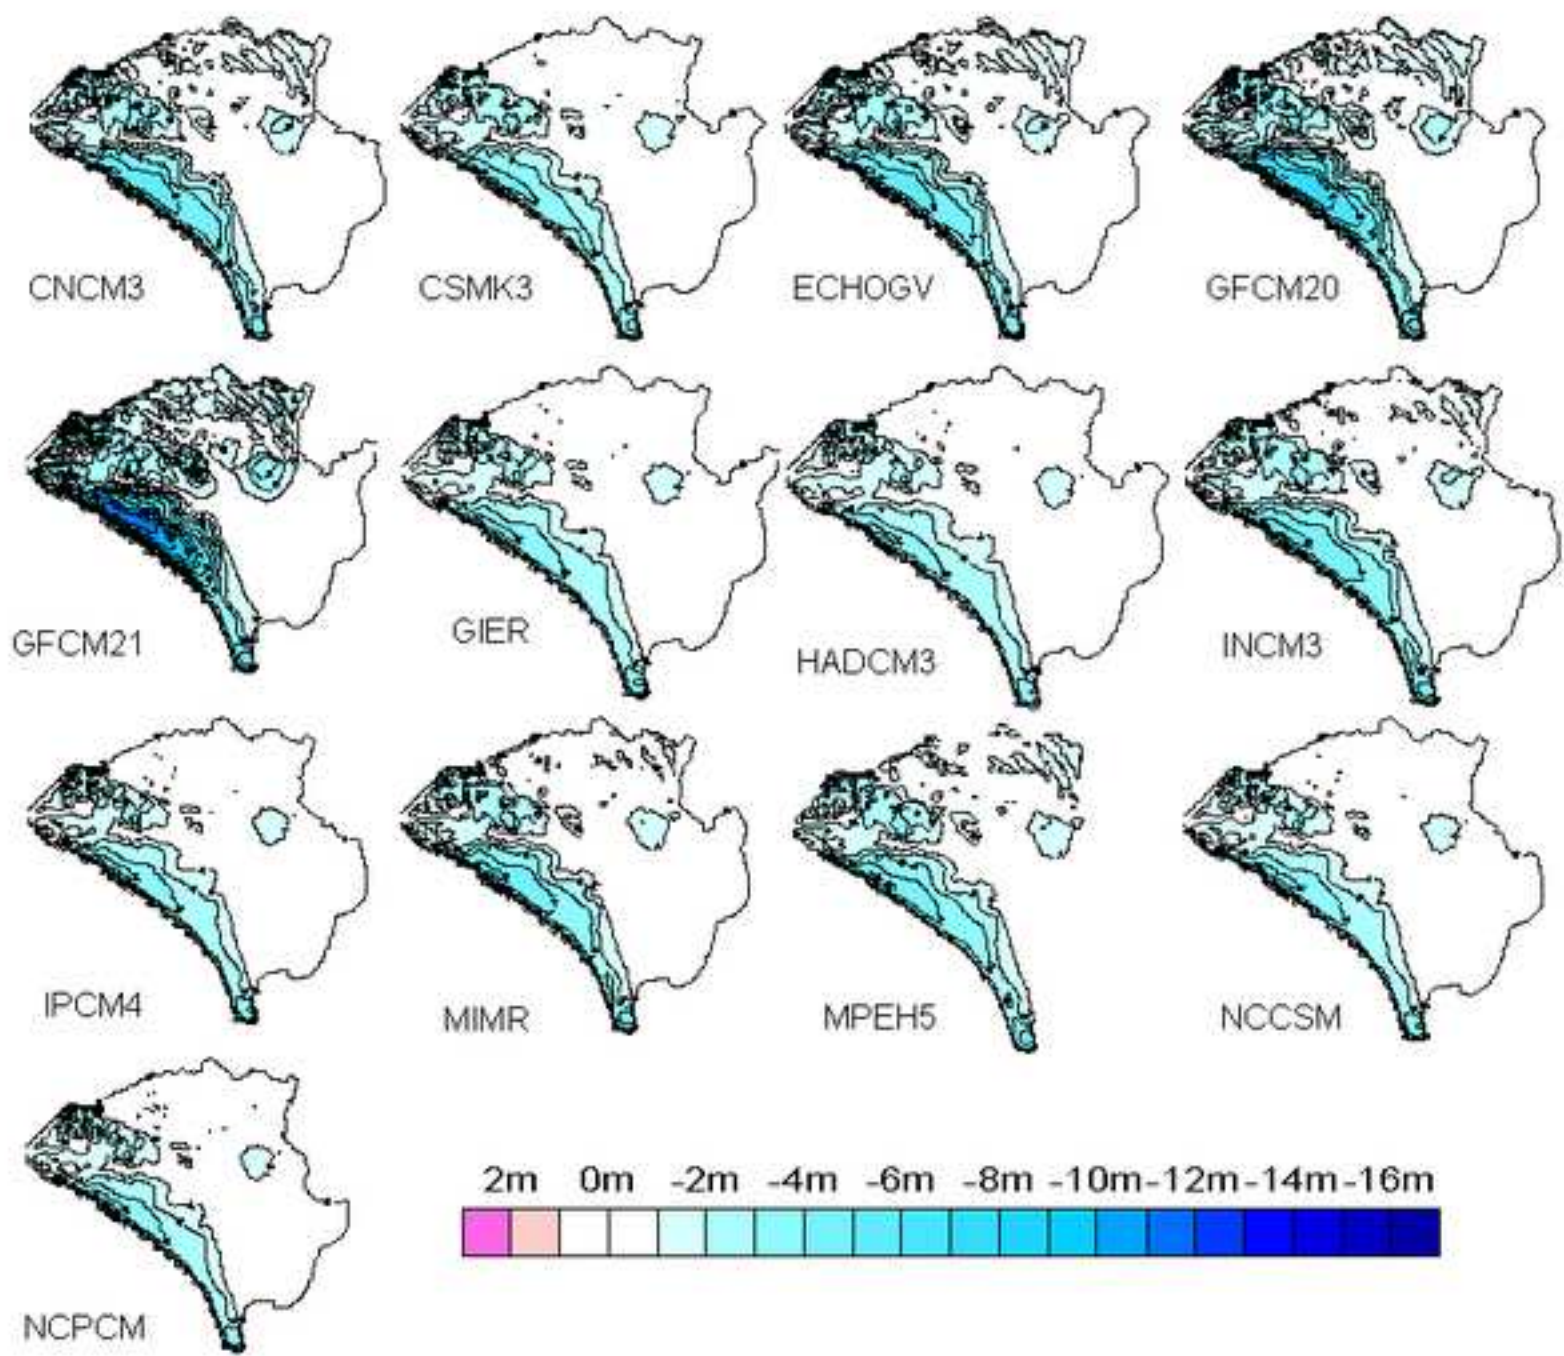 CNCM3 CSMK3 ECHOGV GFCM20
GFCM21 GIER HADCM3 INCM3
IPCM4 MIMR MPEH5 NCCSM
2m 0m -2m -4m -6m -8m -10m -12m -14m -16m
NCPCM